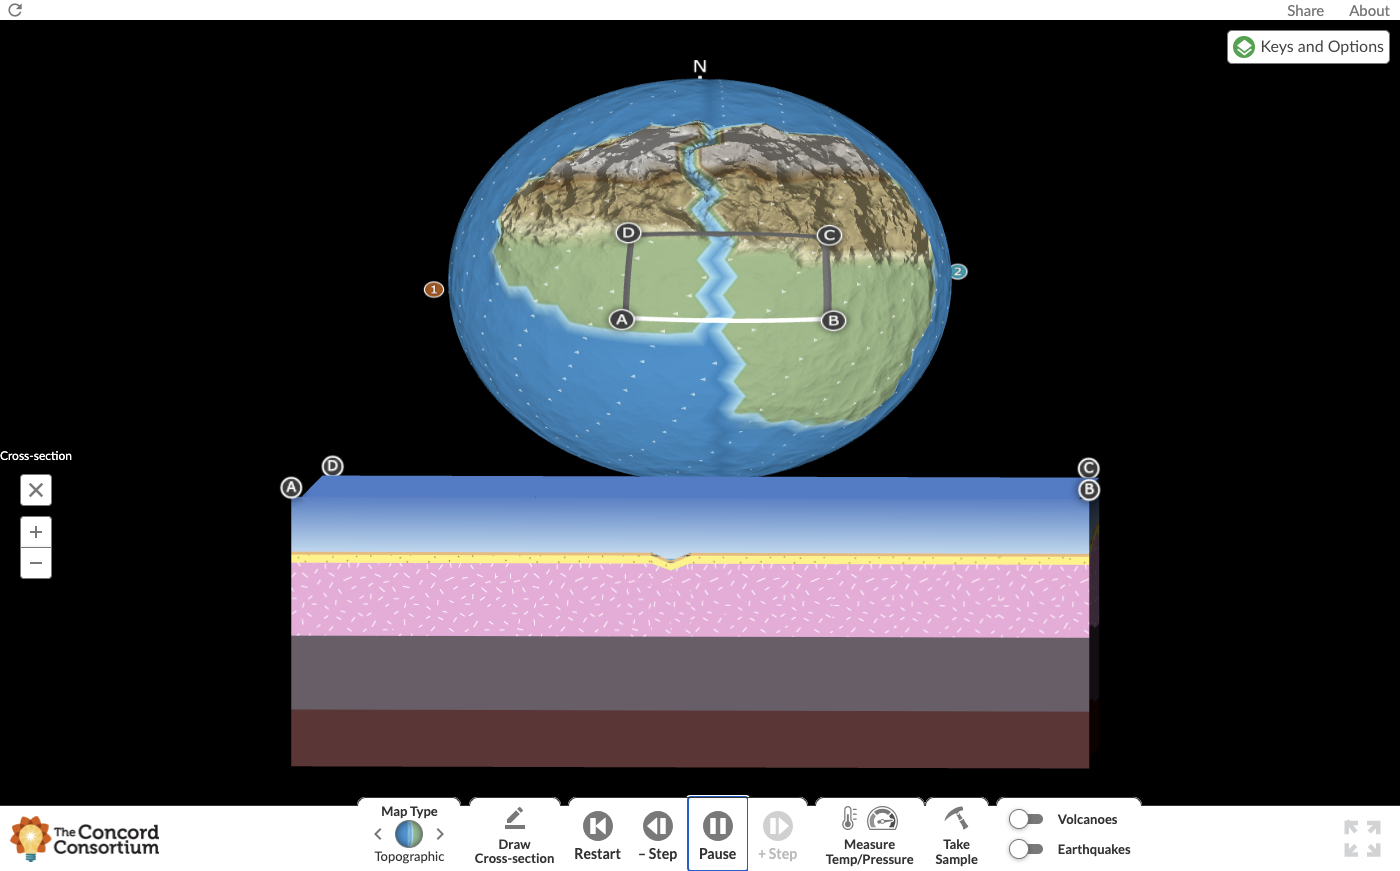 Share About
Keys and Options
N
D C
1 2
A B
Cross-section
D C
A B
The Concord
Consortium
Map Type
Topographic
Draw
Cross-section
Restart
– Step
Pause
+ Step
Measure
Temp/Pressure
Take
Sample
Volcanoes
Earthquakes